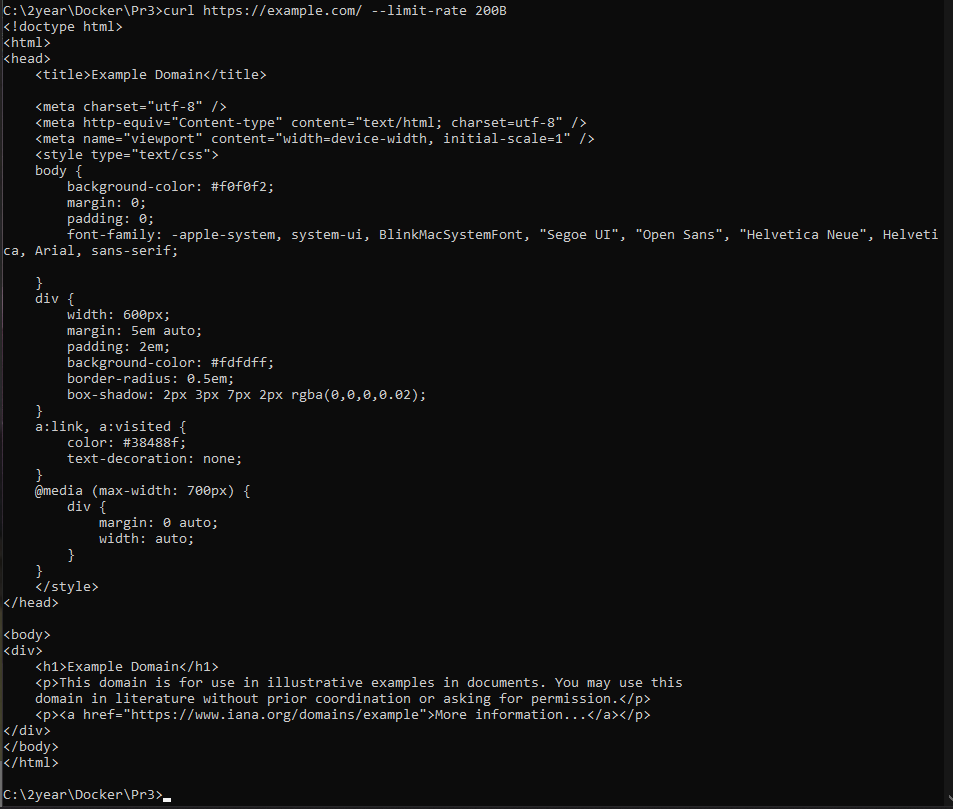 C:\2year\Docker\Pr3>curl https://example.com/ --limit-rate 200B
<!doctype html>
<html>
<head>
    <title>Example Domain</title>

    <meta charset="utf-8" />
    <meta http-equiv="Content-type" content="text/html; charset=utf-8" />
    <meta name="viewport" content="width=device-width, initial-scale=1" />
    <style type="text/css">
    body {
        background-color: #f0f0f2;
        margin: 0;
        padding: 0;
        font-family: -apple-system, system-ui, BlinkMacSystemFont, "Segoe UI", "Open Sans", "Helvetica Neue", Helveti
ca, Arial, sans-serif;

    }
    div {
        width: 600px;
        margin: 5em auto;
        padding: 2em;
        background-color: #fdfdff;
        border-radius: 0.5em;
        box-shadow: 2px 3px 7px 2px rgba(0,0,0,0.02);
    }
    a:link, a:visited {
        color: #38488f;
        text-decoration: none;
    }
    @media (max-width: 700px) {
        div {
            margin: 0 auto;
            width: auto;
        }
    }
    </style>
</head>

<body>
<div>
    <h1>Example Domain</h1>
    <p>This domain is for use in illustrative examples in documents. You may use this
    domain in literature without prior coordination or asking for permission.</p>
    <p><a href="https://www.iana.org/domains/example">More information...</a></p>
</div>
</body>
</html>

C:\2year\Docker\Pr3>